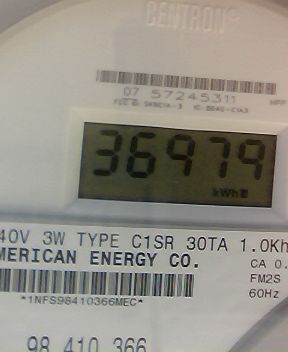 CENTRON®
07 57245311
36979
kWh
40V 3W TYPE C1SR 30TA 1.0Kh
MERICAN ENERGY CO.
CA 0.
FM2S
60Hz
*1NFS98410366MEC*
98 410 366